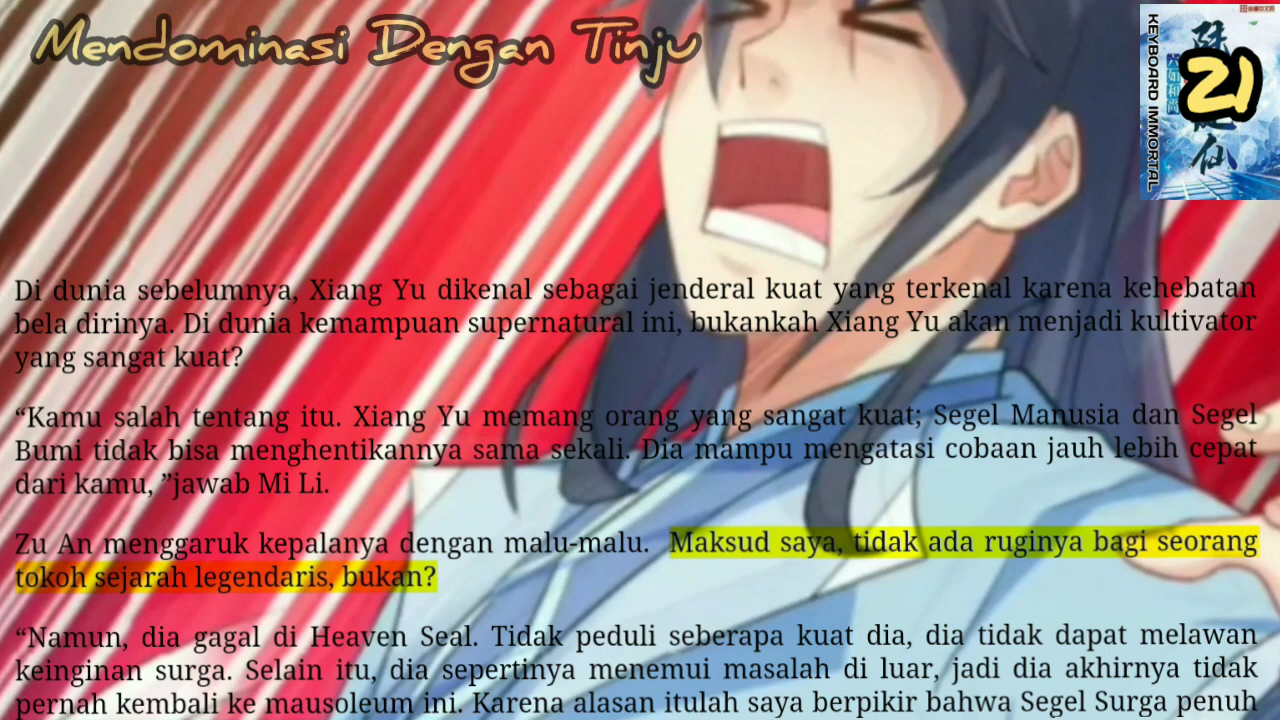 Mendominasi Dengan Tinju
KEYBOARD IMMORTAL
21
Di dunia sebelumnya, Xiang Yu dikenal sebagai jenderal kuat yang terkenal karena kehebatan
bela dirinya. Di dunia kemampuan supernatural ini, bukankah Xiang Yu akan menjadi kultivator
yang sangat kuat?
“Kamu salah tentang itu. Xiang Yu memang orang yang sangat kuat; Segel Manusia dan Segel
Bumi tidak bisa menghentikannya sama sekali. Dia mampu mengatasi cobaan jauh lebih cepat
dari kamu, ”jawab Mi Li.
Zu An menggaruk kepalanya dengan malu-malu. Maksud saya, tidak ada ruginya bagi seorang
tokoh sejarah legendaris, bukan?
“Namun, dia gagal di Heaven Seal. Tidak peduli seberapa kuat dia, dia tidak dapat melawan
keinginan surga. Selain itu, dia sepertinya menemui masalah di luar, jadi dia akhirnya tidak
pernah kembali ke mausoleum ini. Karena alasan itulah saya berpikir bahwa Segel Surga penuh